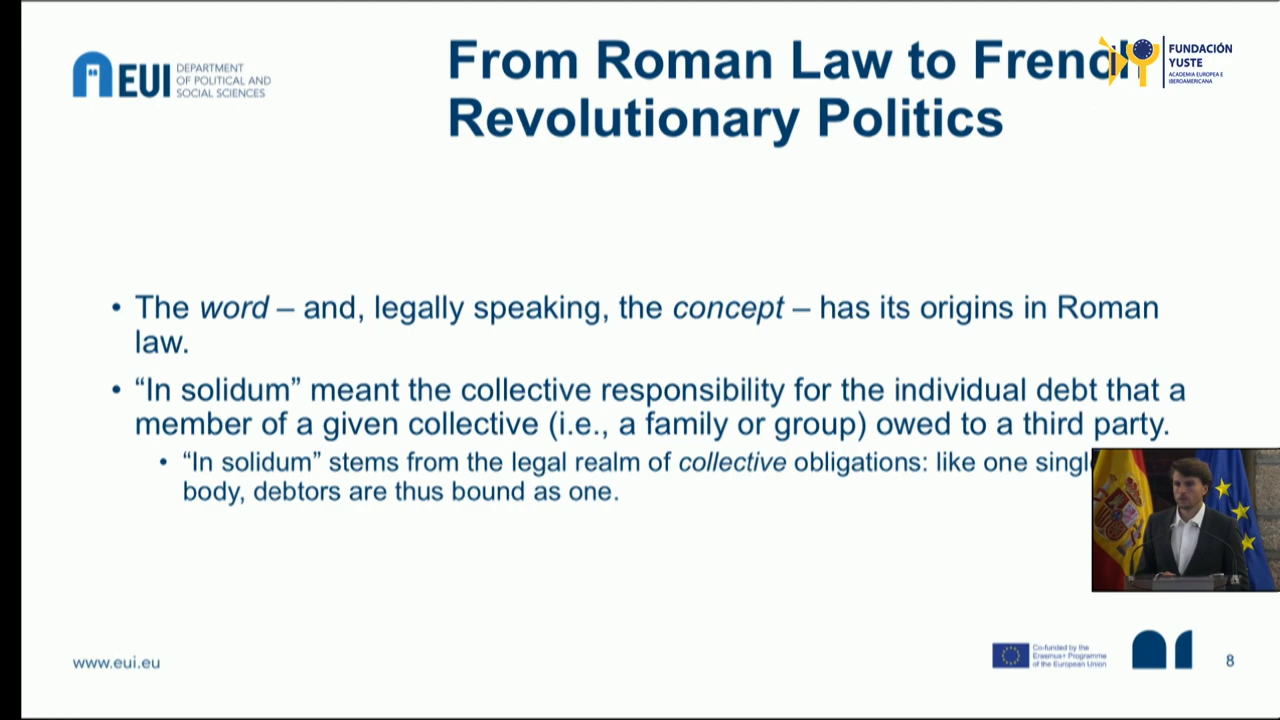 From Roman Law to French
Revolutionary Politics
EUI
DEPARTMENT
OF POLITICAL AND
SOCIAL SCIENCES
FUNDACIÓN
YUSTE
ACADEMIA EUROPEA E
IBEROAMERICANA
• The word – and, legally speaking, the concept – has its origins in Roman
law.
• “In solidum” meant the collective responsibility for the individual debt that a
member of a given collective (i.e., a family or group) owed to a third party.
• “In solidum” stems from the legal realm of collective obligations: like one singl
body, debtors are thus bound as one.
www.eui.eu
Co-funded by the
Erasmus+ Programme
of the European Union
8